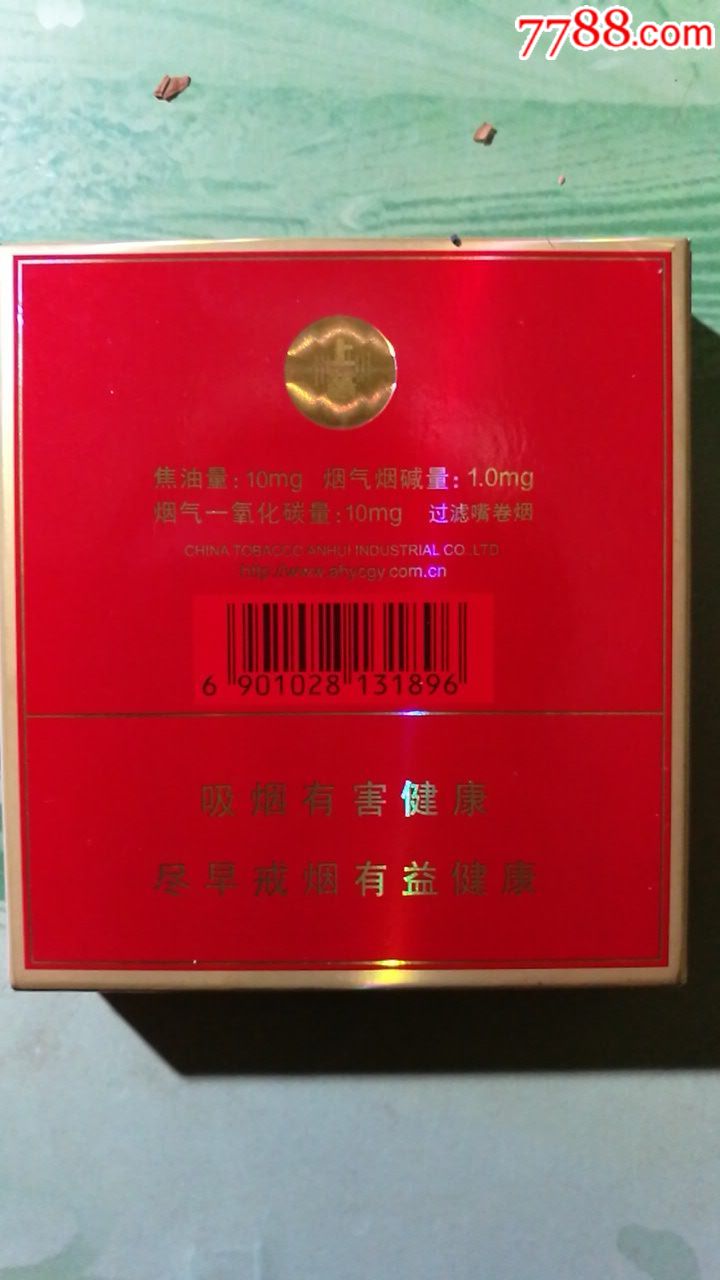 7788.com
上
焦油量:10mg 烟气烟碱量:1.0mg
烟气一氧化碳量:10mg 过滤嘴卷烟
CHINA TOBACCO ANHUI INDUSTRIAL CO.,LTD
http://www.ahycgy.com.cn
6 901028 131896
吸烟有害健康
尽早戒烟有益健康